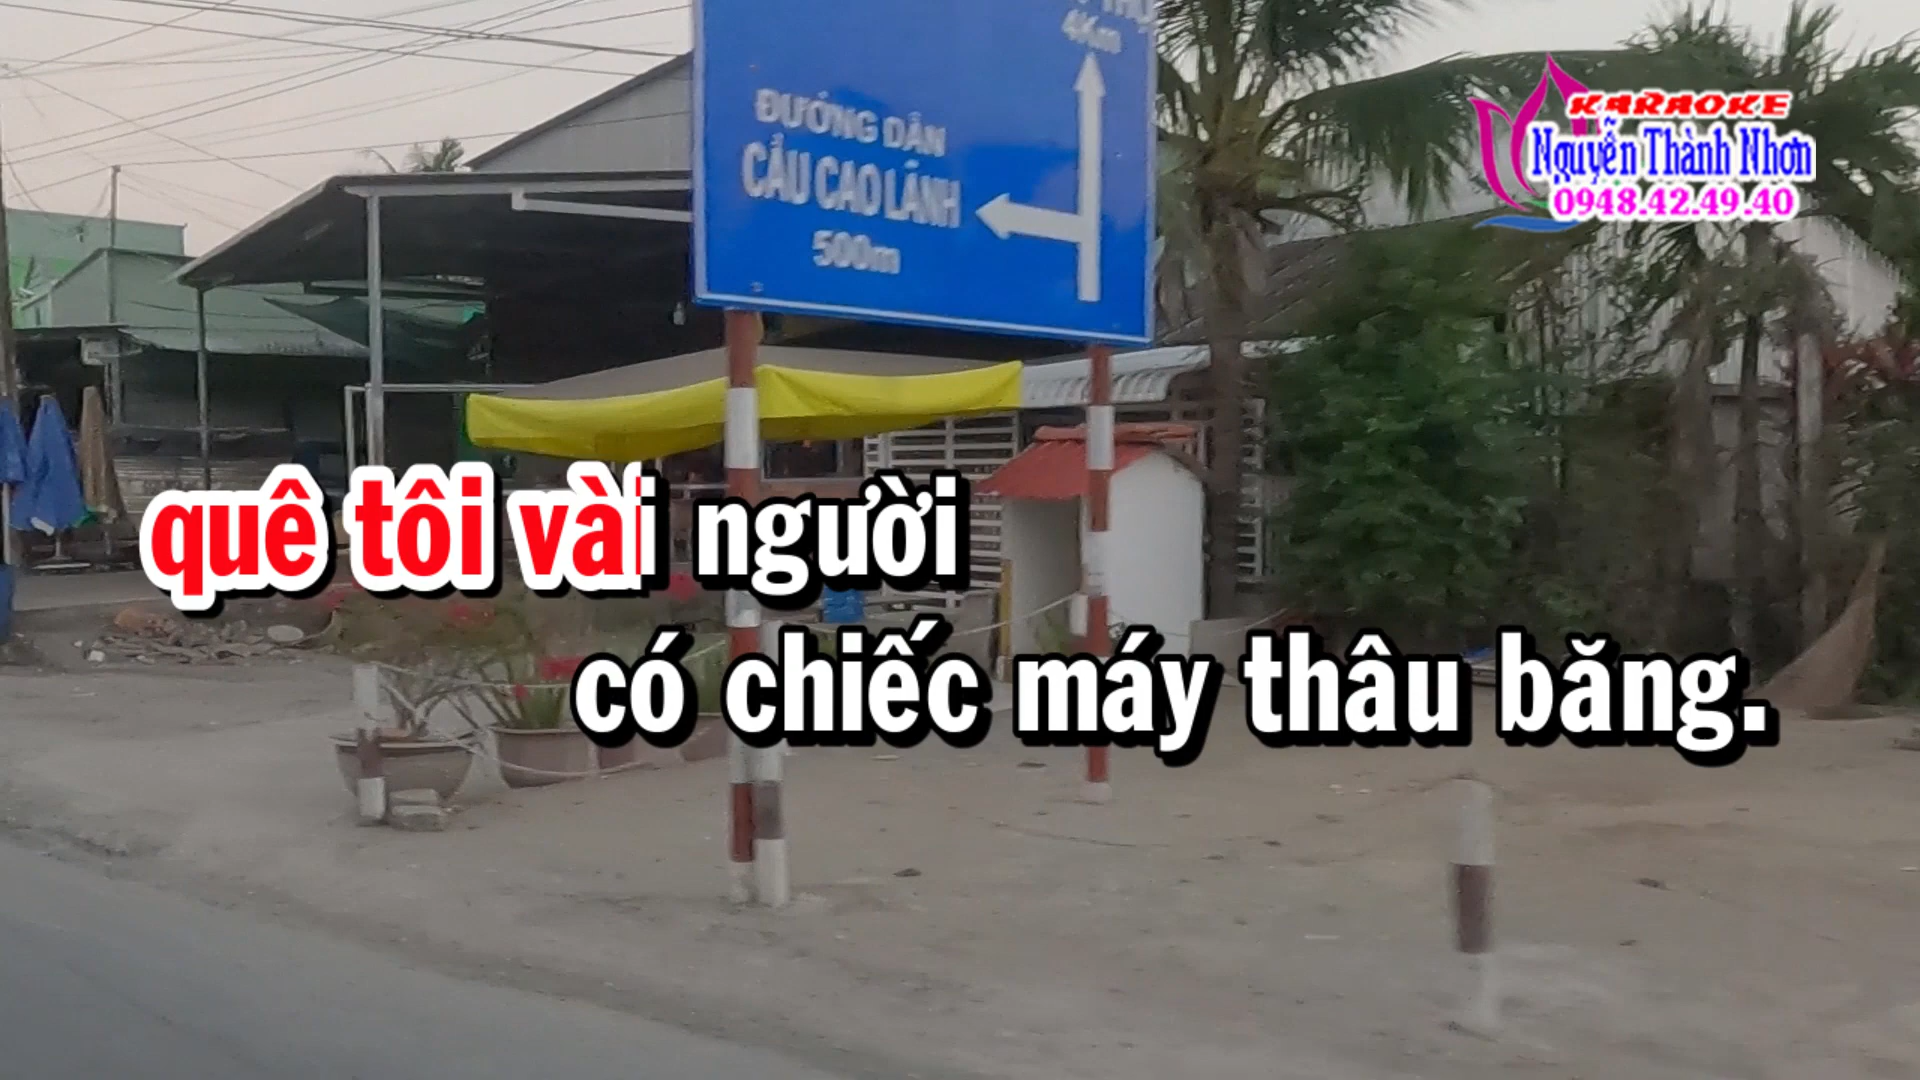 4Km
ĐƯỜNG DẪN
CẦU CAO LÃNH
500m
KARAOKE
Nguyễn Thành Nhơn
0948.42.49.40
quê tôi vài người
có chiếc máy thâu băng.